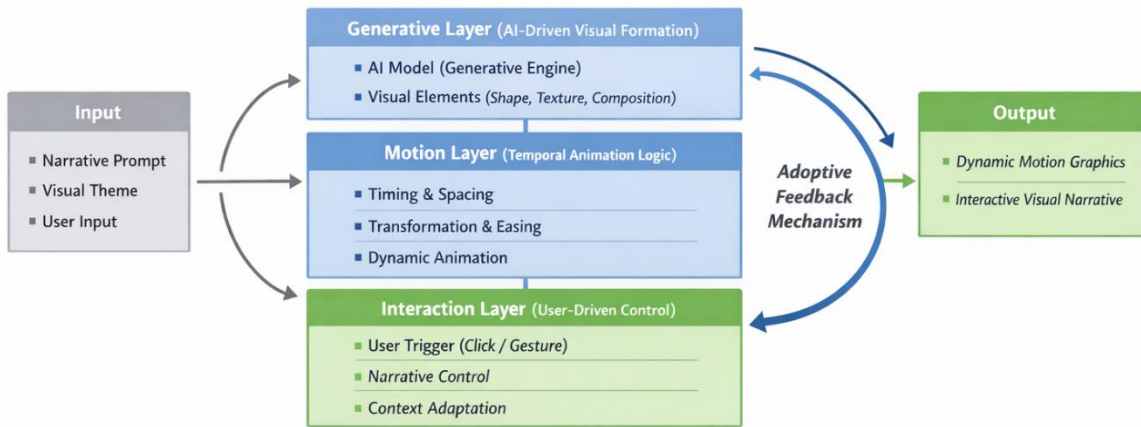 Input
Narrative Prompt
Visual Theme
User Input
Generative Layer (AI-Driven Visual Formation)
AI Model (Generative Engine)
Visual Elements (Shape, Texture, Composition)
Motion Layer (Temporal Animation Logic)
Timing & Spacing
Transformation & Easing
Dynamic Animation
Interaction Layer (User-Driven Control)
User Trigger (Click / Gesture)
Narrative Control
Context Adaptation
Adoptive
Feedback
Mechanism
Output
Dynamic Motion Graphics
Interactive Visual Narrative